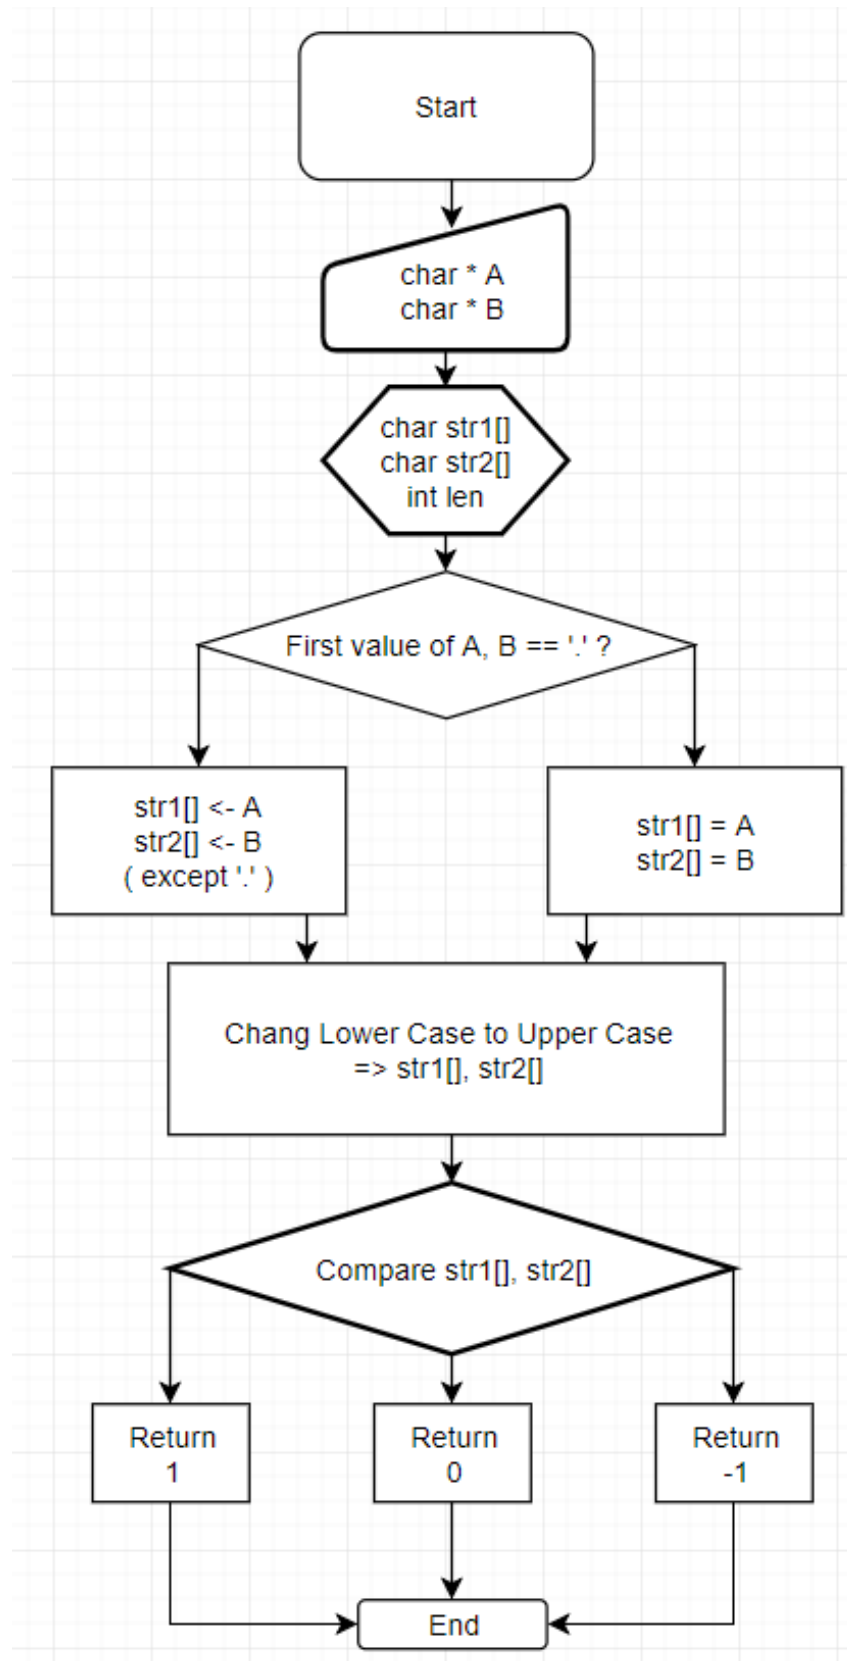 Start
char * A
char * B
char str1[]
char str2[]
int len
First value of A, B == '.' ?
str1[] <- A
str2[] <- B
( except '.' )
str1[] = A
str2[] = B
Chang Lower Case to Upper Case
=> str1[], str2[]
Compare str1[], str2[]
Return
1
Return
0
Return
-1
End